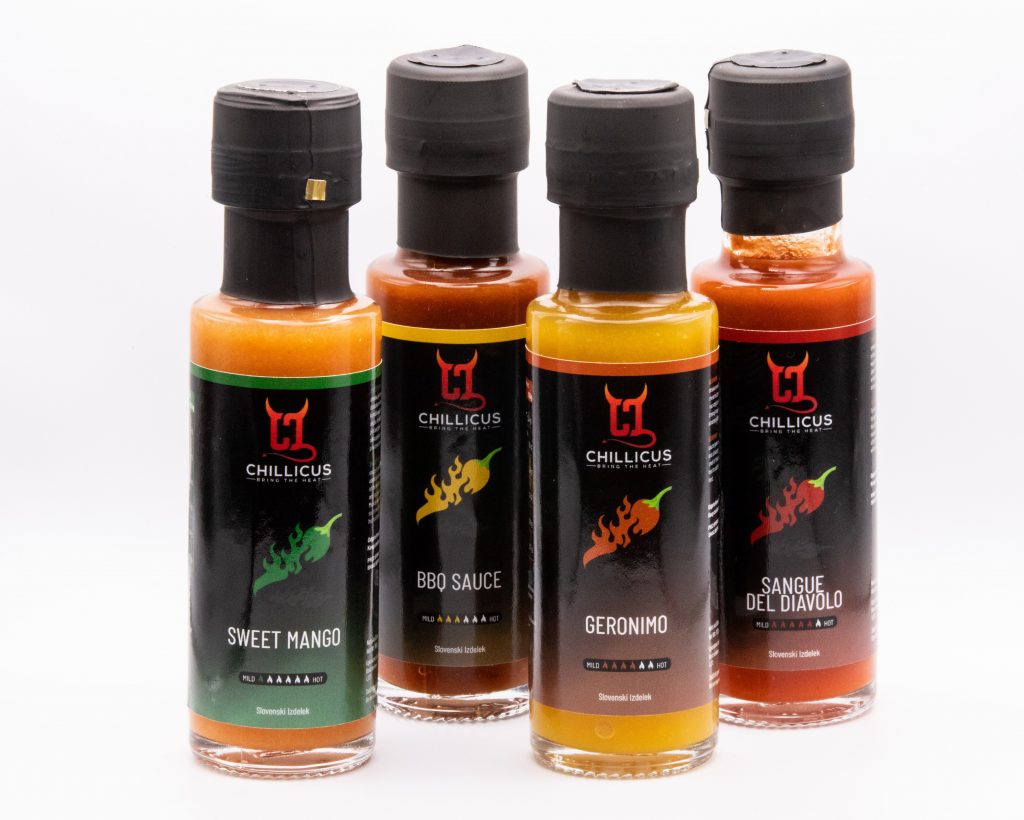 CHILLICUS
BRING THE HEAT
SWEET MANGO
MILD HOT
Slovenski Izdelek
CHILLICUS
BRING THE HEAT
BBQ SAUCE
MILD HOT
Slovenski Izdelek
CHILLICUS
BRING THE HEAT
GERONIMO
MILD HOT
Slovenski Izdelek
CHILLICUS
BRING THE HEAT
SANGUE
DEL DIAVOLO
MILD HOT
Slovenski Izdelek